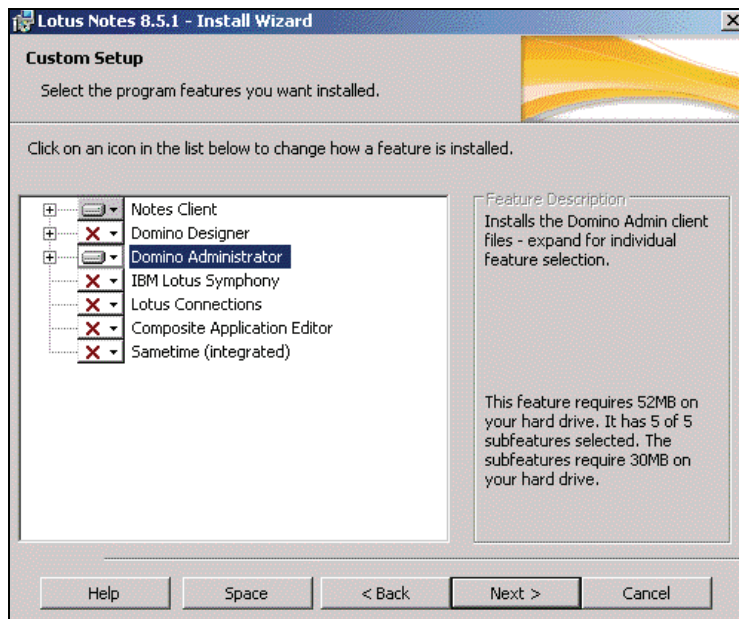 Lotus Notes 8.5.1 - Install Wizard
Custom Setup
Select the program features you want installed.
Click on an icon in the list below to change how a feature is installed.
Notes Client
Domino Designer
Domino Administrator
IBM Lotus Symphony
Lotus Connections
Composite Application Editor
Sametime (integrated)
Feature Description
Installs the Domino Admin client
files - expand for individual
feature selection.
This feature requires 52MB on
your hard drive. It has 5 of 5
subfeatures selected. The
subfeatures require 30MB on
your hard drive.
Help
Space
< Back
Next >
Cancel